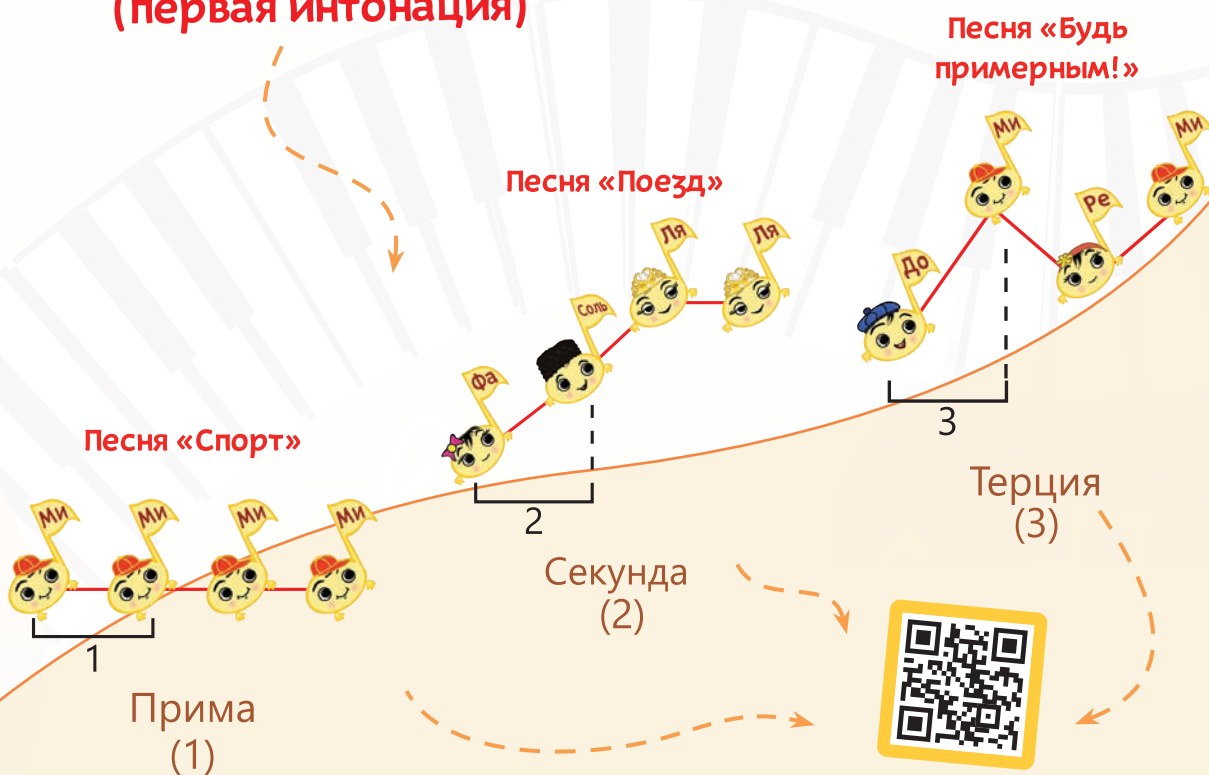 (первая интонация)
Песня «Будь
примерным!»
Ми
Ми
Ре
До
3
Терция
(3)
Песня «Поезд»
Ля
Ля
Соль
Фа
2
Секунда
(2)
Песня «Спорт»
Ми
Ми
Ми
Ми
1
Прима
(1)